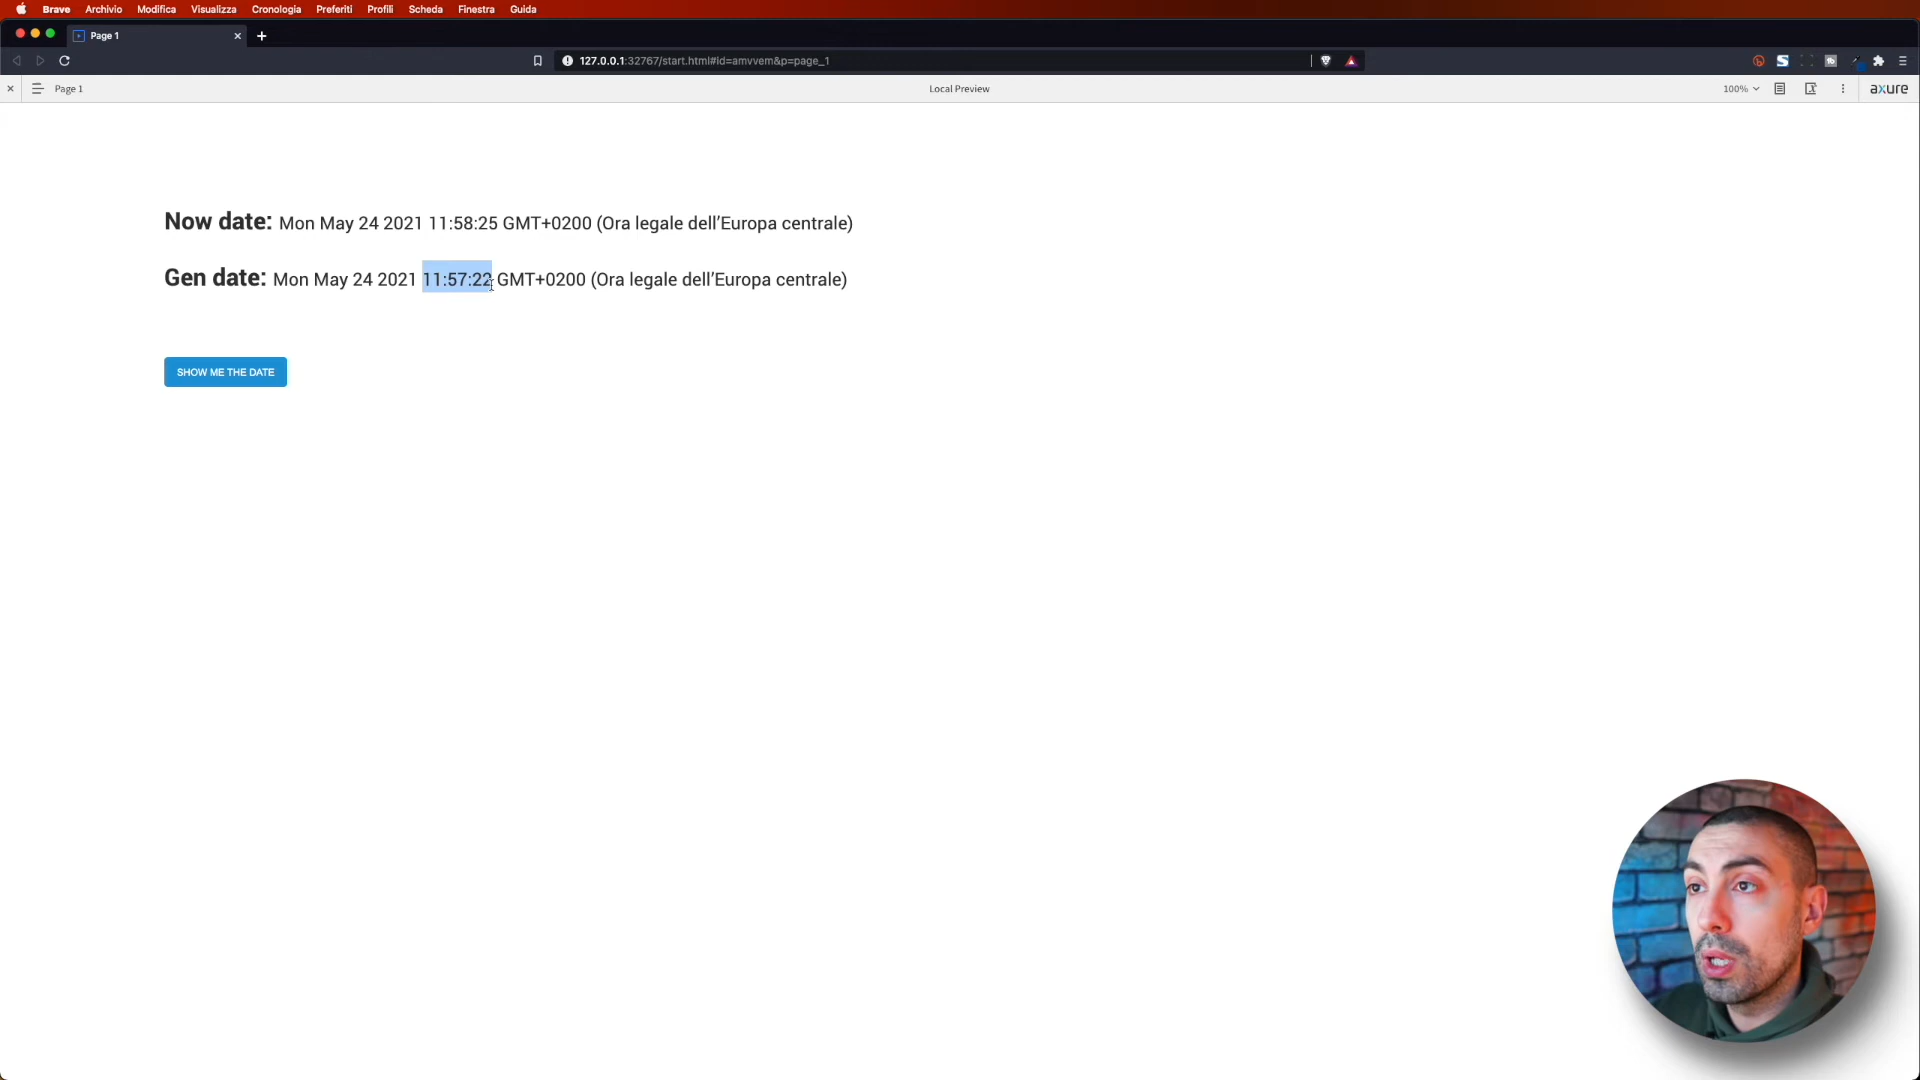 Brave Archivio Modifica Visualizza Cronologia Preferiti Profili Scheda Finestra Guida
Page 1
127.0.0.1:32767/start.html#id=amvvem&p=page_1
Page 1 Local Preview 100% axure
Now date: Mon May 24 2021 11:58:25 GMT+0200 (Ora legale dell’Europa centrale)
Gen date: Mon May 24 2021 11:57:22 GMT+0200 (Ora legale dell’Europa centrale)
SHOW ME THE DATE